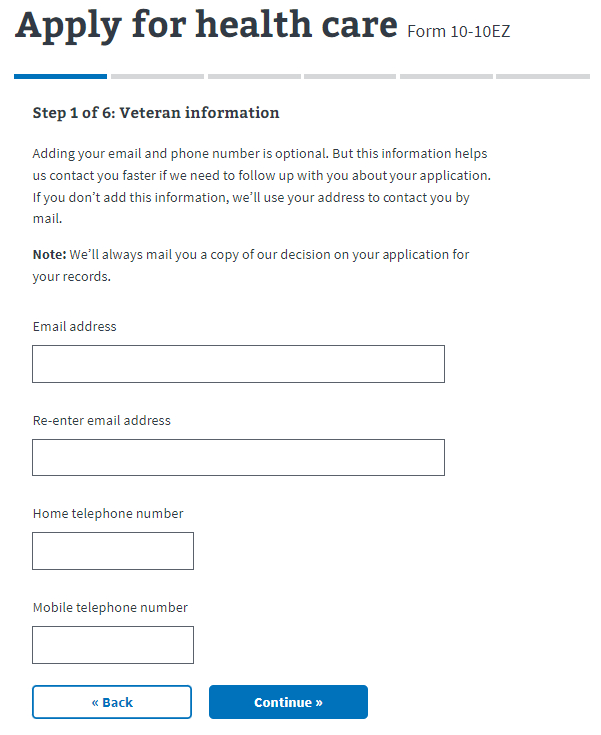 Apply for health care Form 10-10EZ
Step 1 of 6: Veteran information
Adding your email and phone number is optional. But this information helps
us contact you faster if we need to follow up with you about your application.
If you don’t add this information, we’ll use your address to contact you by
mail.
Note: We’ll always mail you a copy of our decision on your application for
your records.
Email address
Re-enter email address
Home telephone number
Mobile telephone number
« Back
Continue »